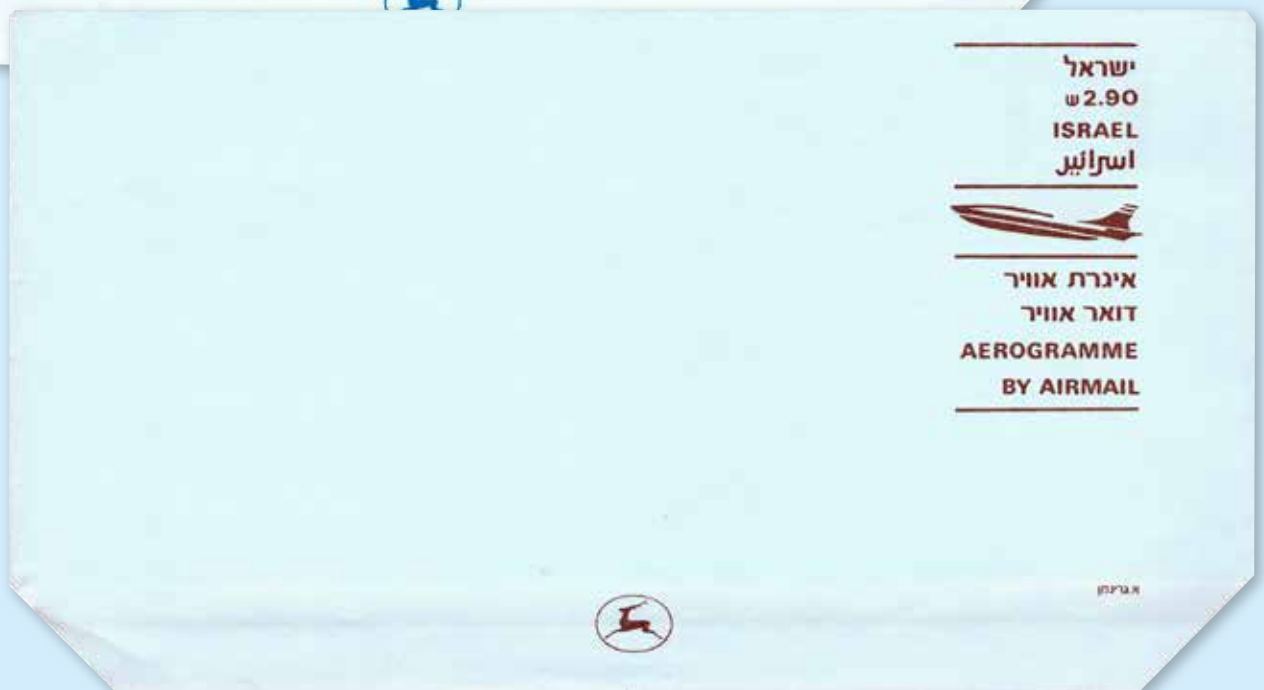 ישראל
ש 2.90
ISRAEL
اسرائيل
איגרת אוויר
דואר אוויר
AEROGRAMME
BY AIRMAIL